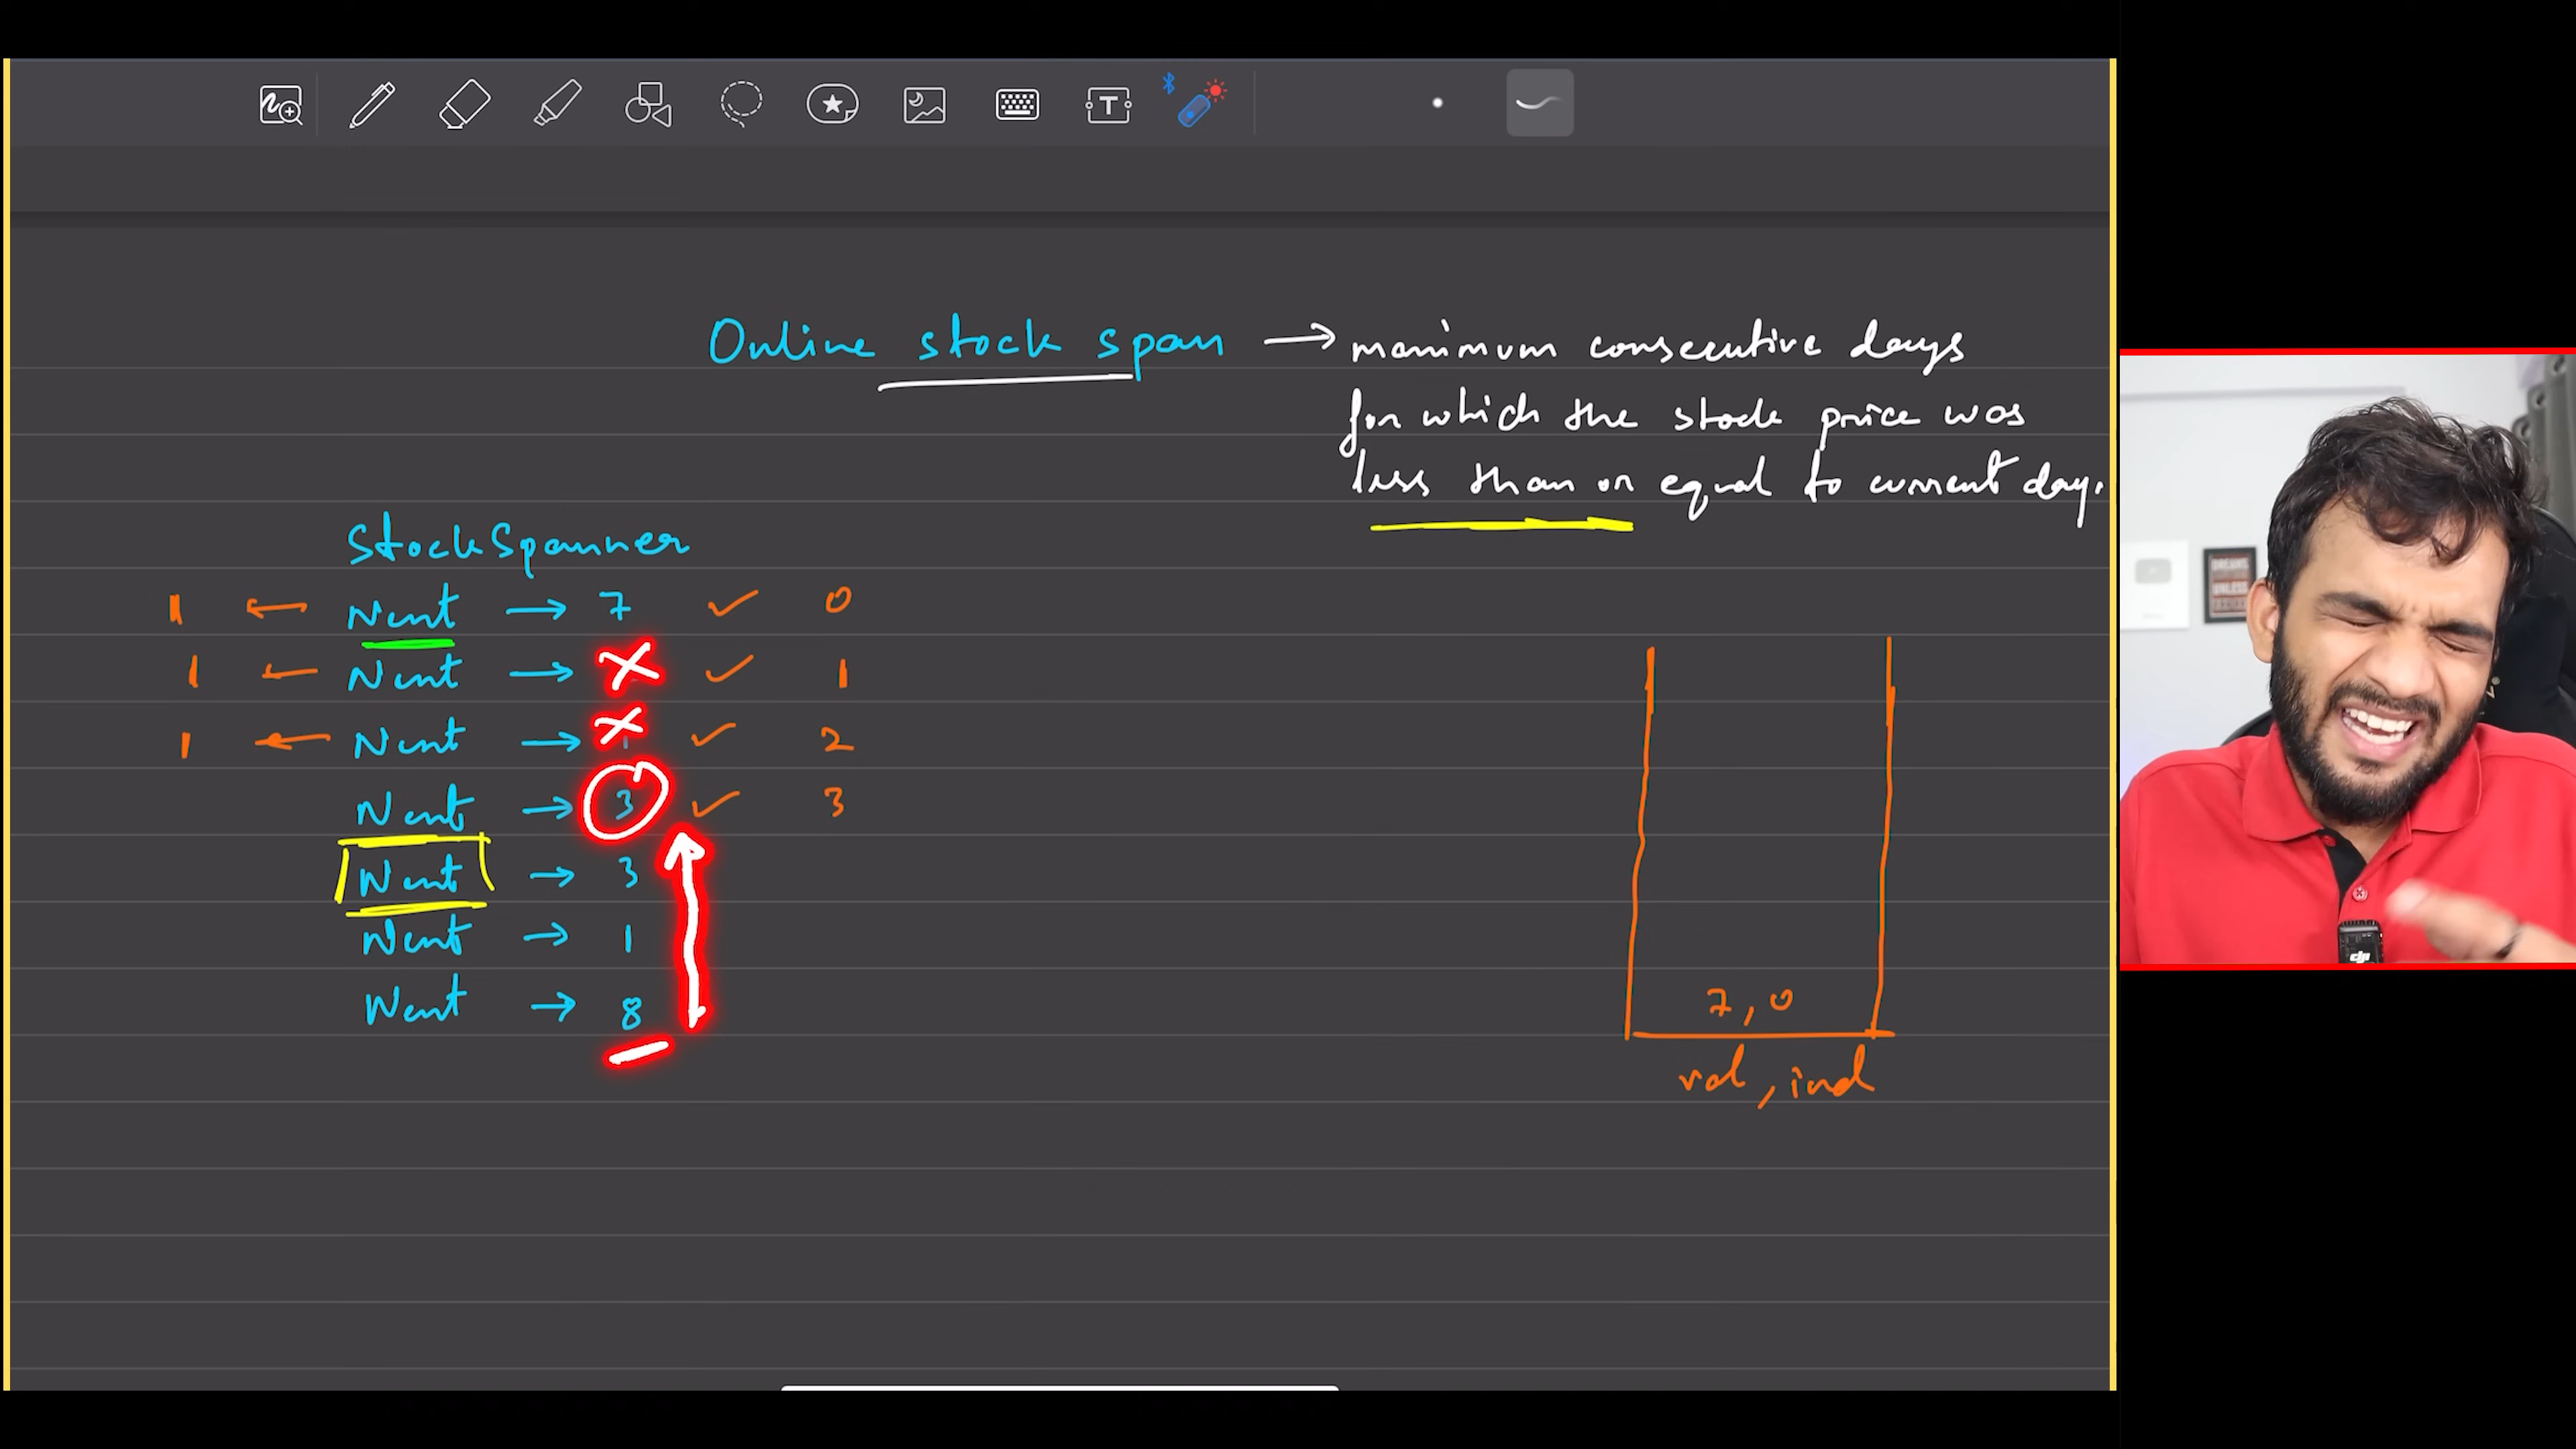 Online stock span → maximum consecutive days
for which the stock price was
less than or equal to current day.
StockSpanner
1 ← Next → 7 ✓ 0
1 ← Next → ✓ 1
1 ← Next → ✓ 2
Next → 3 ✓ 3
Next → 3
Next → 1
Next → 8
7, 0
val, ind
dji